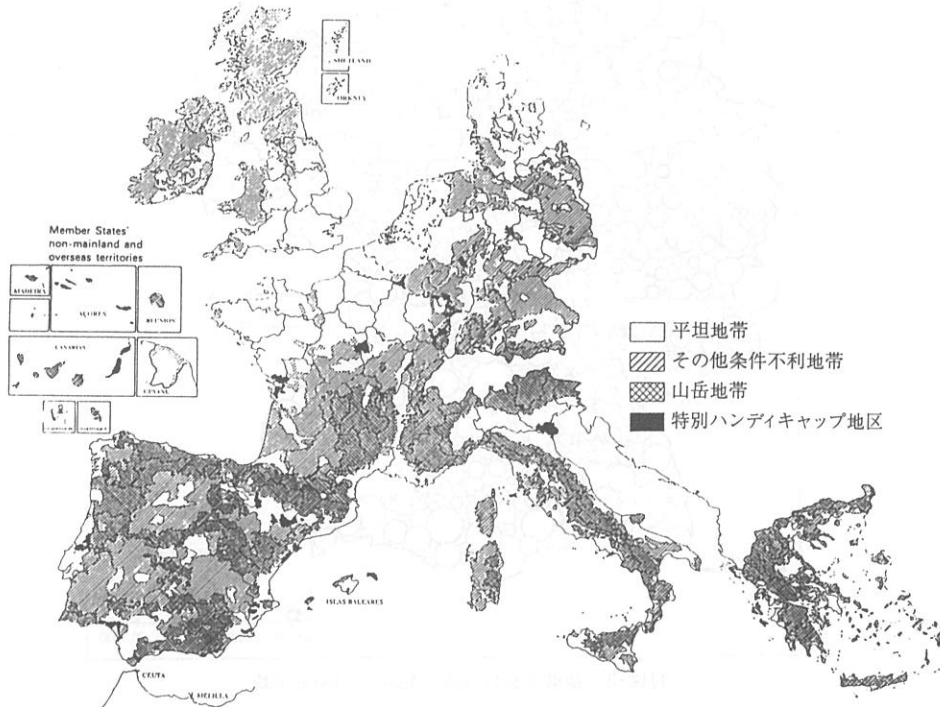 SHETLAND
ORKNEY
Member States'
non-mainland and
overseas territories
MADEIRA
AÇORES
REUNION
CANARIAS
GUYANE
平坦地帯
その他条件不利地帯
山岳地帯
特別ハンディキャップ地区
ISLAS BALEARES
CEUTA
MELILLA